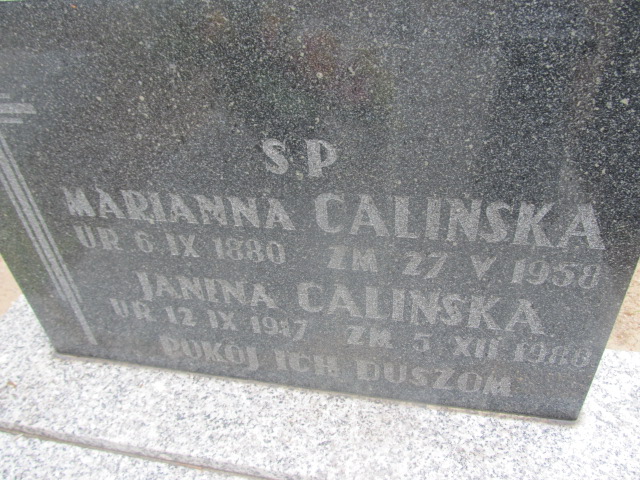 S.P
MARIANNA CALINSKA
UR 6 IX 1880 ZM 27 V 1958
JANINA CALINSKA
UR 12 IX 1917 ZM 5 XII 1980
POKÓJ ICH DUSZOM